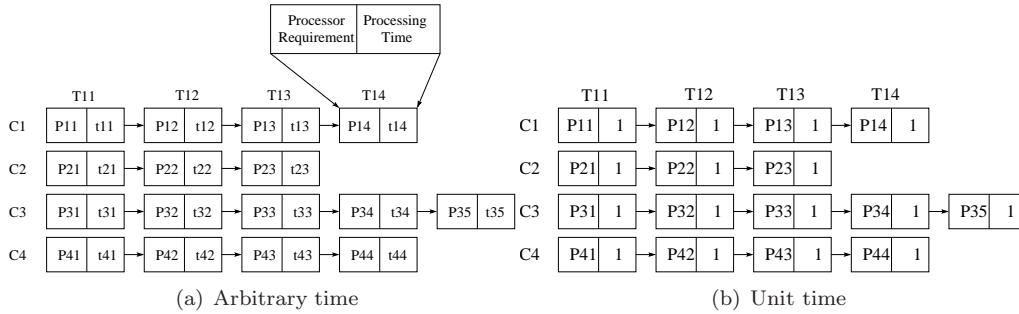 Processor Requirement Processing Time
T11 T12 T13 T14
C1 P11 t11 P12 t12 P13 t13 P14 t14
C2 P21 t21 P22 t22 P23 t23
C3 P31 t31 P32 t32 P33 t33 P34 t34 P35 t35
C4 P41 t41 P42 t42 P43 t43 P44 t44
(a) Arbitrary time
T11 T12 T13 T14
C1 P11 1 P12 1 P13 1 P14 1
C2 P21 1 P22 1 P23 1
C3 P31 1 P32 1 P33 1 P34 1 P35 1
C4 P41 1 P42 1 P43 1 P44 1
(b) Unit time